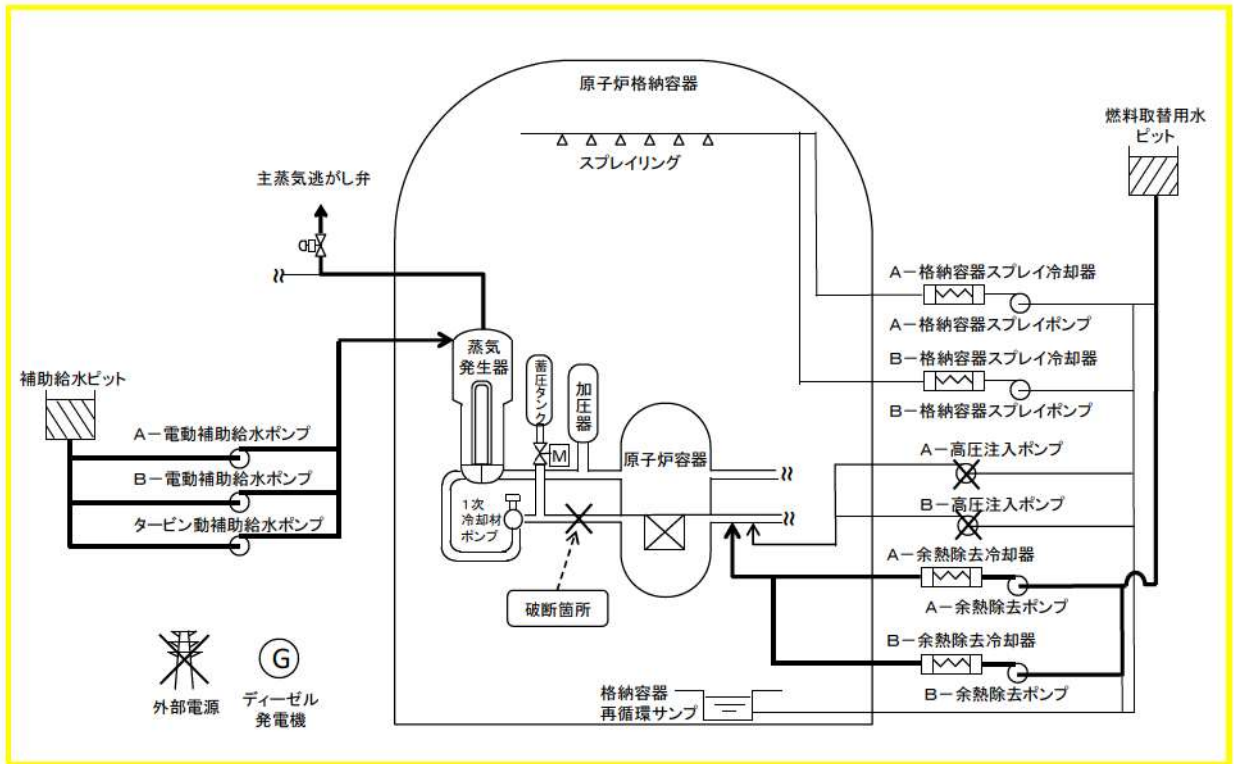 原子炉格納容器
燃料取替用水
ピット
スプレイリング
主蒸気逃がし弁
A-格納容器スプレイ冷却器
A-格納容器スプレイポンプ
B-格納容器スプレイ冷却器
B-格納容器スプレイポンプ
蒸気
発生器
蓄圧タンク
加圧器
補助給水ピット
A-電動補助給水ポンプ
B-電動補助給水ポンプ
タービン動補助給水ポンプ
M
原子炉容器
A-高圧注入ポンプ
B-高圧注入ポンプ
1次
冷却材
ポンプ
A-余熱除去冷却器
A-余熱除去ポンプ
破断箇所
B-余熱除去冷却器
B-余熱除去ポンプ
G
外部電源
ディーゼル
発電機
格納容器
再循環サンプ